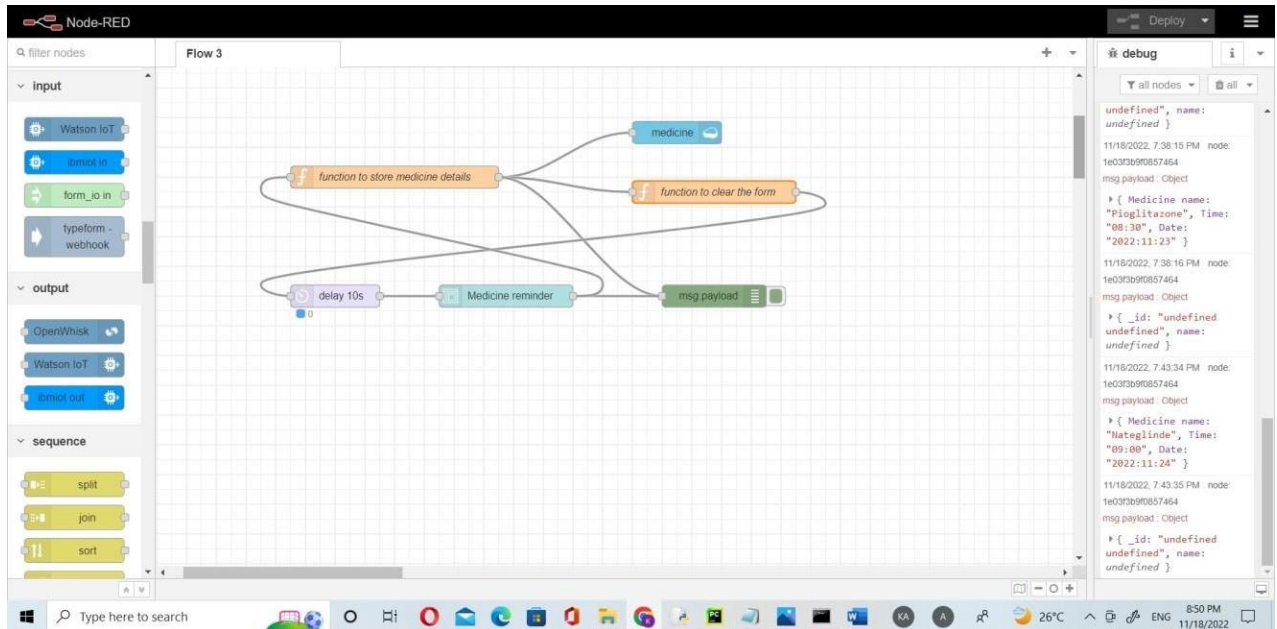 Node-RED
Deploy
filter nodes
Flow 3
debug
i
input
all nodes
all
Watson IoT
ibmiot in
form_io in
typeform -
webhook
output
OpenWhisk
Watson IoT
ibmiot out
sequence
split
join
sort
medicine
function to store medicine details
function to clear the form
delay 10s
0
Medicine reminder
msg.payload
undefined", name:
undefined }
11/18/2022, 7:38:15 PM node:
1e03f3b9f0857464
msg.payload : Object
{ Medicine name:
"Pioglitazone", Time:
"08:30", Date:
"2022:11:23" }
11/18/2022, 7:38:16 PM node:
1e03f3b9f0857464
msg.payload : Object
{ _id: "undefined
undefined", name:
undefined }
11/18/2022, 7:43:34 PM node:
1e03f3b9f0857464
msg.payload : Object
{ Medicine name:
"Nateglinde", Time:
"09:00", Date:
"2022:11:24" }
11/18/2022, 7:43:35 PM node:
1e03f3b9f0857464
msg.payload : Object
{ _id: "undefined
undefined", name:
undefined }
Type here to search
KA
A
26°C
ENG
8:50 PM
11/18/2022